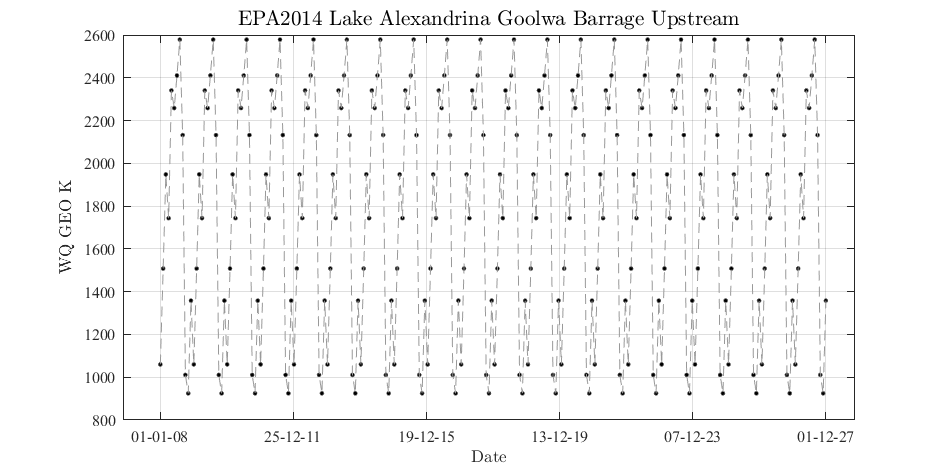 EPA2014 Lake Alexandrina Goolwa Barrage Upstream
2600
2400
2200
2000
1800
1600
1400
1200
1000
800
WQ GEO K
01-01-08 25-12-11 19-12-15 13-12-19 07-12-23 01-12-27
Date